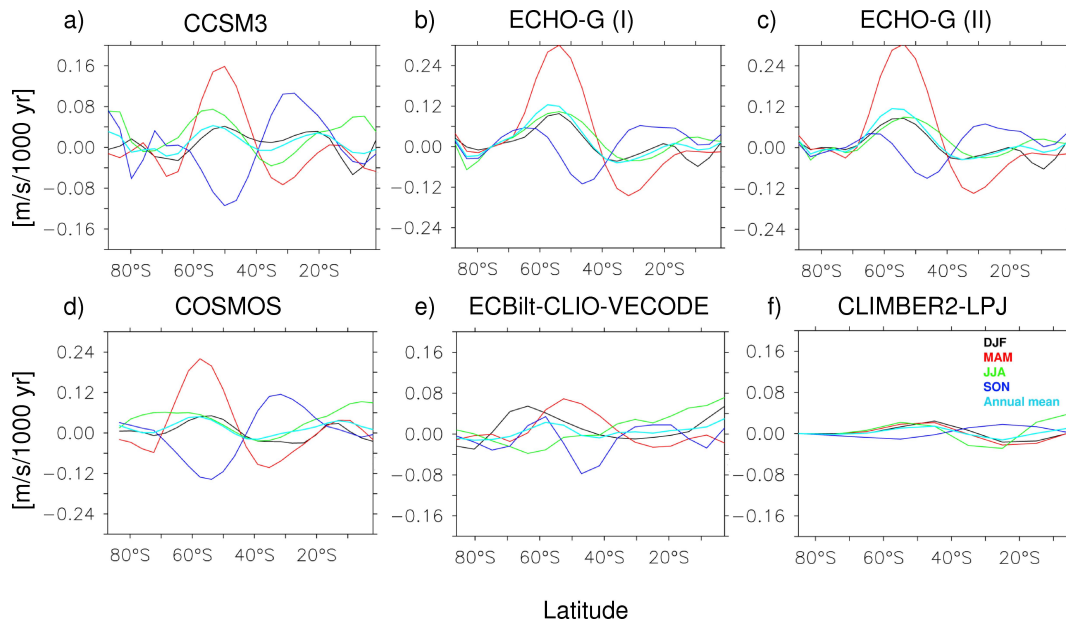 a) CCSM3
b) ECHO-G (I)
c) ECHO-G (II)
[m/s/1000 yr]
0.16
0.08
0.00
−0.08
−0.16
80°S 60°S 40°S 20°S
0.24
0.12
0.00
−0.12
−0.24
80°S 60°S 40°S 20°S
0.24
0.12
0.00
−0.12
−0.24
80°S 60°S 40°S 20°S
d) COSMOS
e) ECBilt-CLIO-VECODE
f) CLIMBER2-LPJ
[m/s/1000 yr]
0.24
0.12
0.00
−0.12
−0.24
80°S 60°S 40°S 20°S
0.16
0.08
0.00
−0.08
−0.16
80°S 60°S 40°S 20°S
0.16
0.08
0.00
−0.08
−0.16
80°S 60°S 40°S 20°S
DJF
MAM
JJA
SON
Annual mean
Latitude